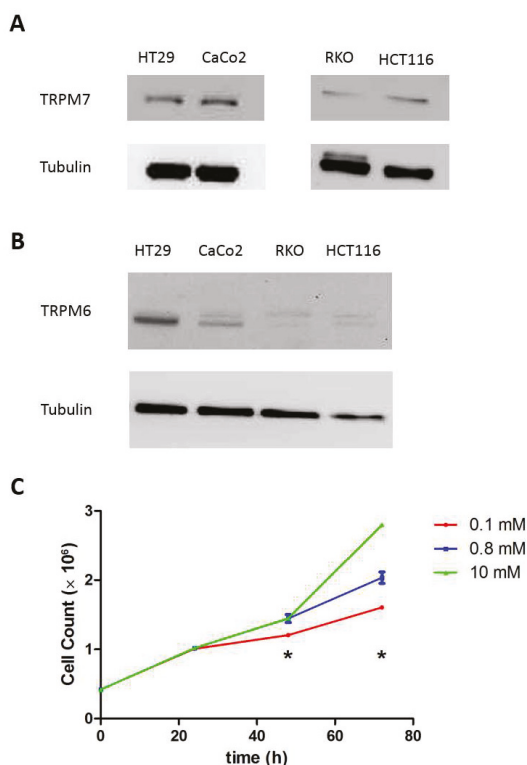 A
HT29 CaCo2 RKO HCT116
TRPM7
Tubulin
B
HT29 CaCo2 RKO HCT116
TRPM6
Tubulin
C
3
2
1
0
Cell Count (× 10⁶)
0 20 40 60 80
time (h)
* *
0.1 mM
0.8 mM
10 mM